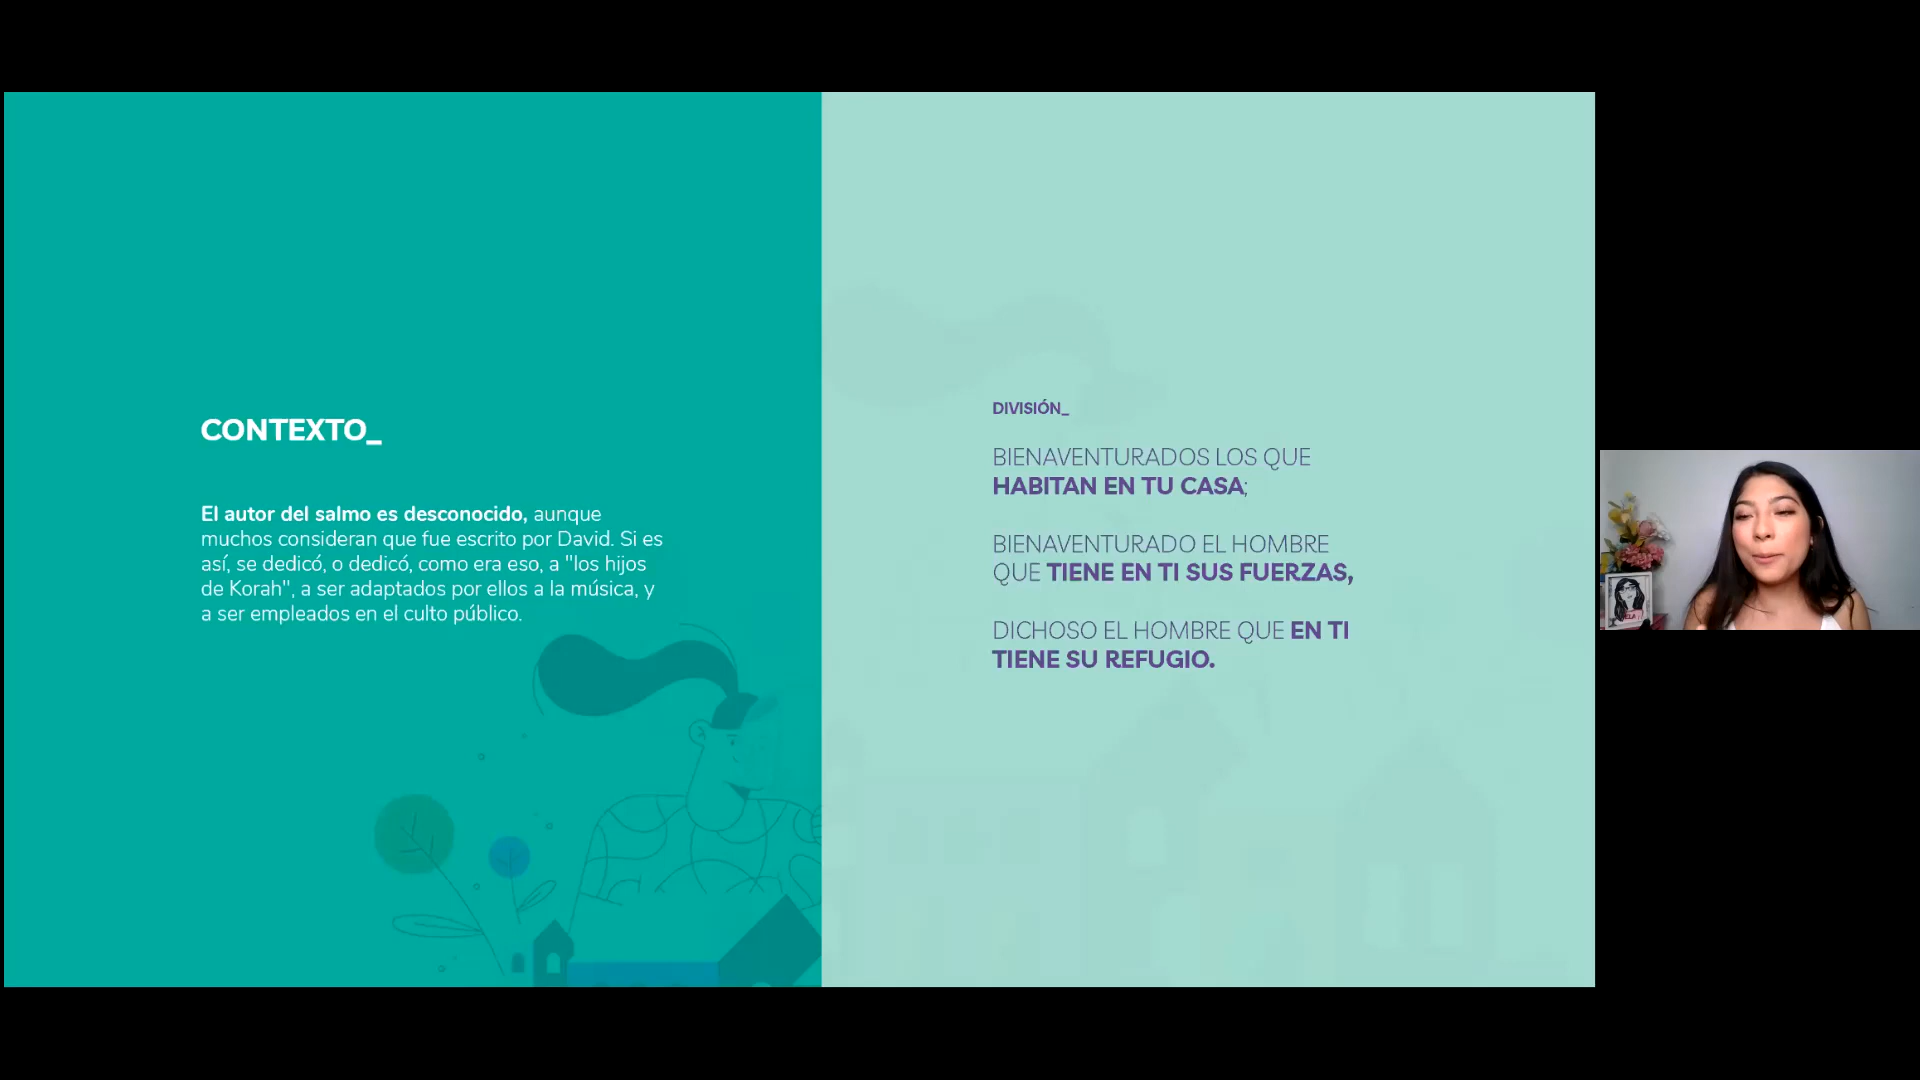 CONTEXTO_
El autor del salmo es desconocido, aunque
muchos consideran que fue escrito por David. Si es
así, se dedicó, o dedicó, como era eso, a "los hijos
de Korah", a ser adaptados por ellos a la música, y
a ser empleados en el culto público.
DIVISIÓN_
BIENAVENTURADOS LOS QUE
HABITAN EN TU CASA;
BIENAVENTURADO EL HOMBRE
QUE TIENE EN TI SUS FUERZAS,
DICHOSO EL HOMBRE QUE EN TI
TIENE SU REFUGIO.